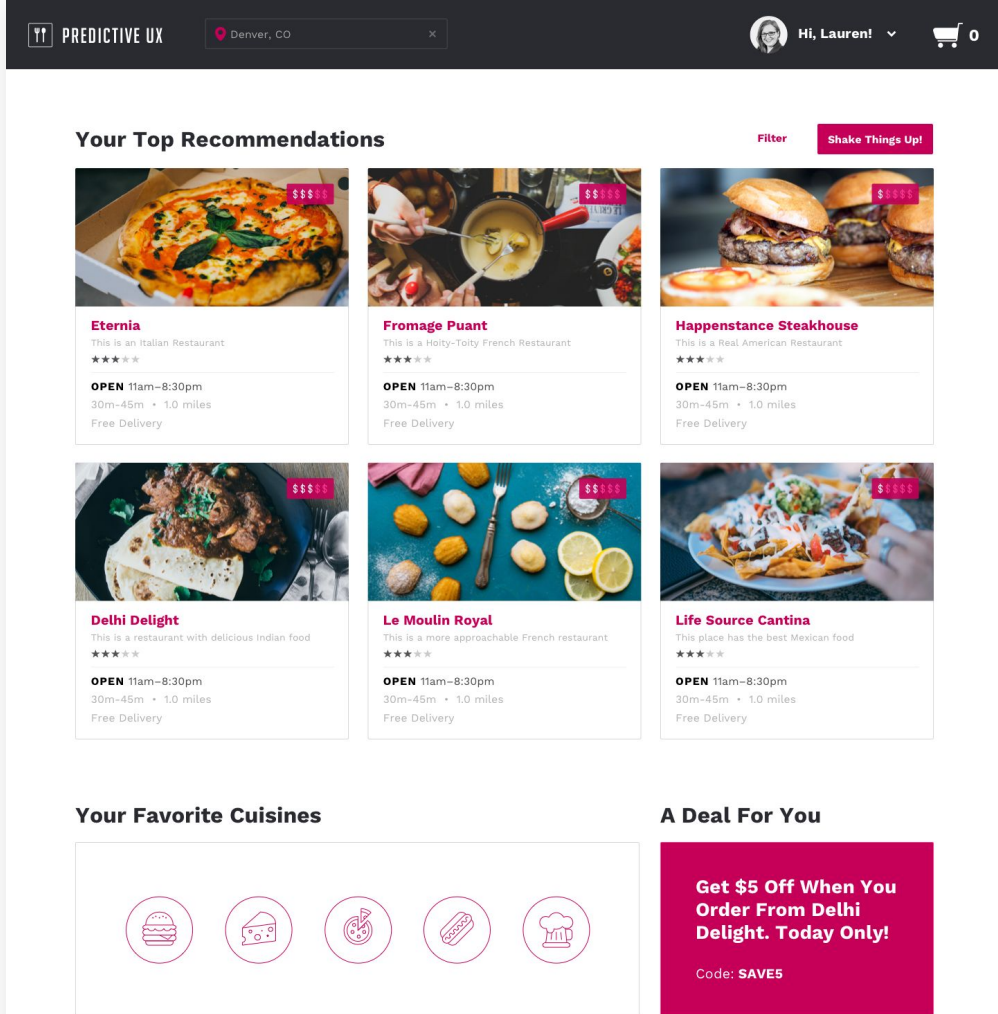 PREDICTIVE UX
Denver, CO ×
Hi, Lauren!
0
Your Top Recommendations
Filter
Shake Things Up!
$$$$$
$$$$$
$$$$$
Eternia
This is an Italian Restaurant
★★★★★
OPEN 11am–8:30pm
30m-45m • 1.0 miles
Free Delivery
Fromage Puant
This is a Hoity-Toity French Restaurant
★★★★★
OPEN 11am–8:30pm
30m-45m • 1.0 miles
Free Delivery
Happenstance Steakhouse
This is a Real American Restaurant
★★★★★
OPEN 11am–8:30pm
30m-45m • 1.0 miles
Free Delivery
$$$$$
$$$$$
$$$$$
Delhi Delight
This is a restaurant with delicious Indian food
★★★★★
OPEN 11am–8:30pm
30m-45m • 1.0 miles
Free Delivery
Le Moulin Royal
This is a more approachable French restaurant
★★★★★
OPEN 11am–8:30pm
30m-45m • 1.0 miles
Free Delivery
Life Source Cantina
This place has the best Mexican food
★★★★★
OPEN 11am–8:30pm
30m-45m • 1.0 miles
Free Delivery
Your Favorite Cuisines
A Deal For You
Get $5 Off When You
Order From Delhi
Delight. Today Only!
Code: SAVE5